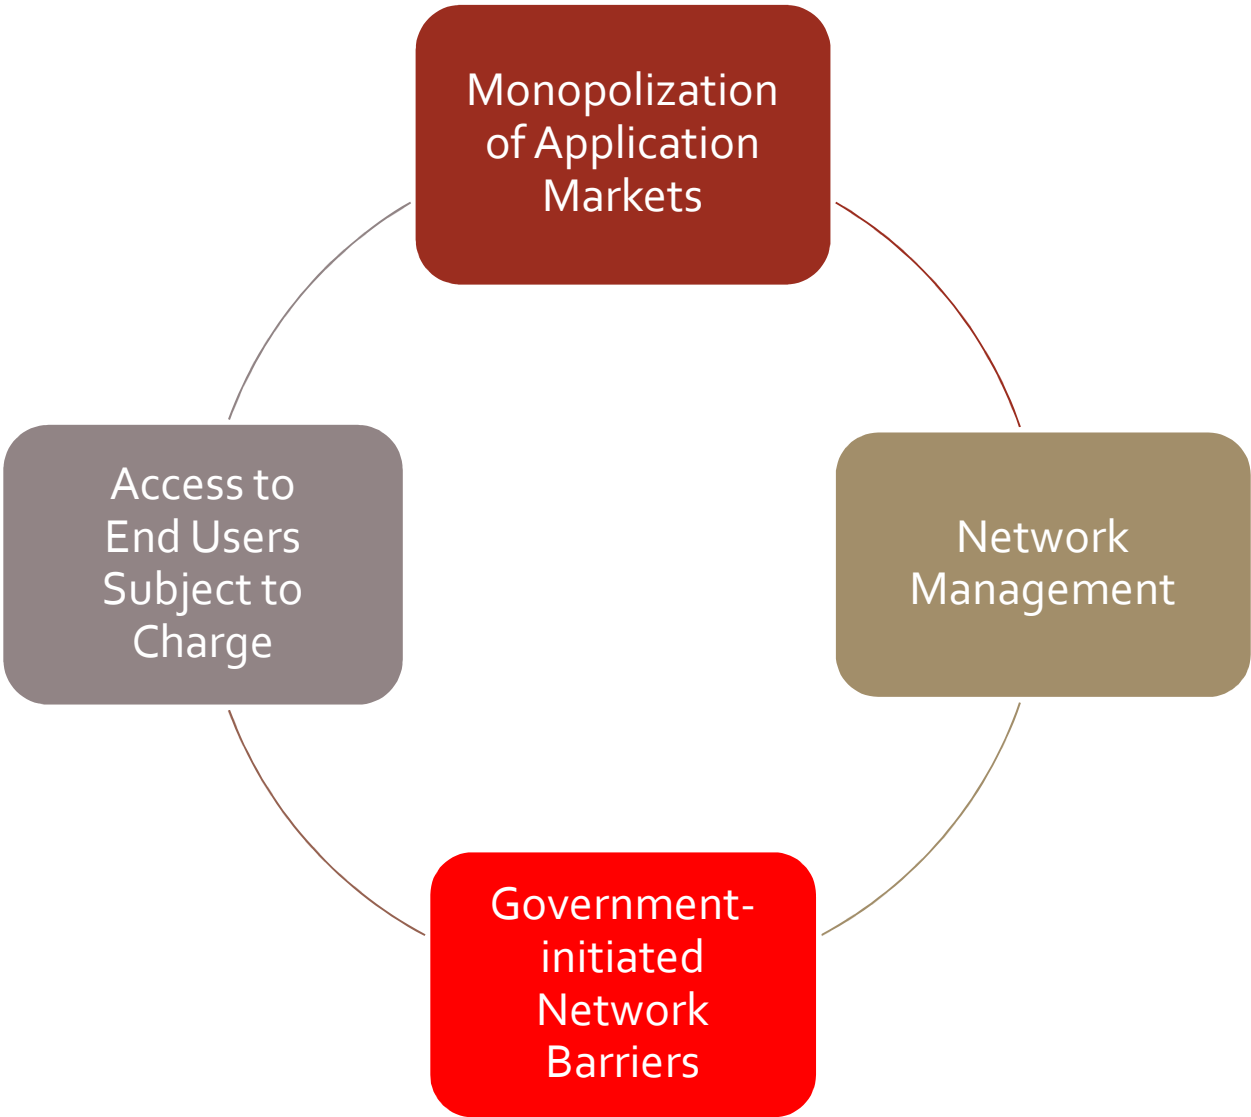 Monopolization
of Application
Markets
Access to
End Users
Subject to
Charge
Network
Management
Government-
initiated
Network
Barriers